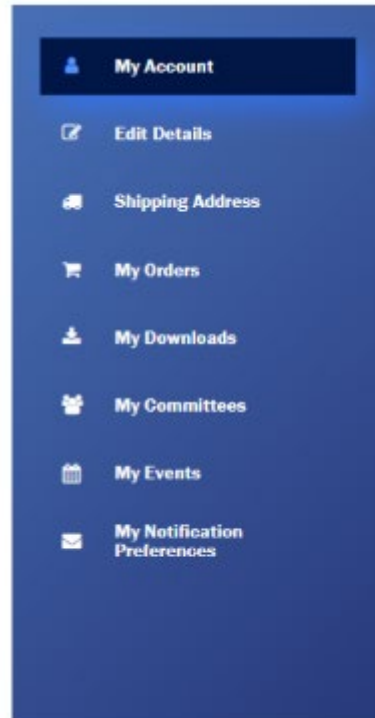 My Account
Edit Details
Shipping Address
My Orders
My Downloads
My Committees
My Events
My Notification
Preferences